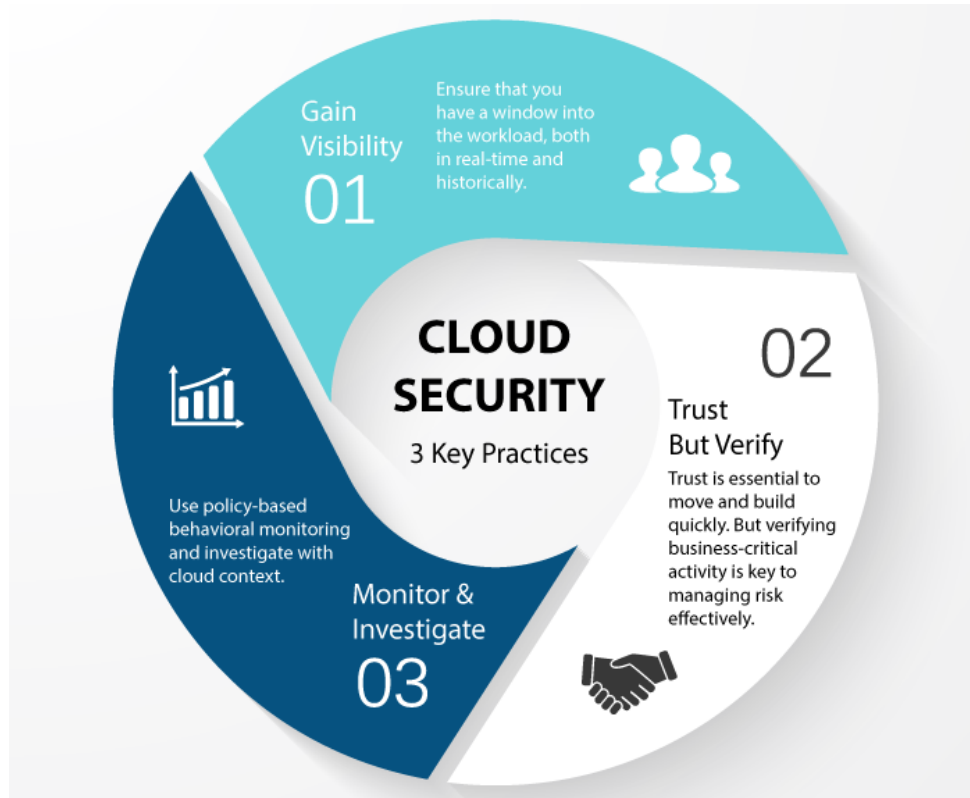 CLOUD
SECURITY
3 Key Practices
Gain
Visibility
01
Ensure that you
have a window into
the workload, both
in real-time and
historically.
02
Trust
But Verify
Trust is essential to
move and build
quickly. But verifying
business-critical
activity is key to
managing risk
effectively.
Use policy-based
behavioral monitoring
and investigate with
cloud context.
Monitor &
Investigate
03